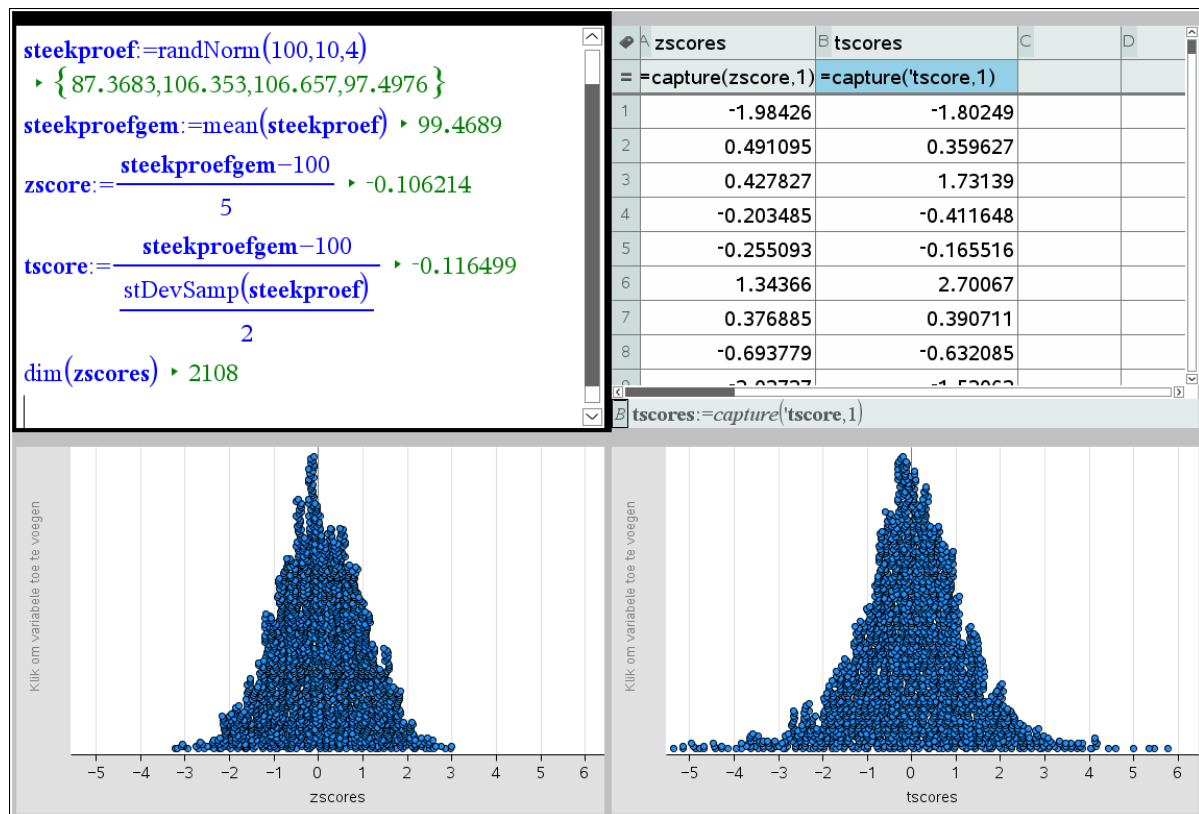 steekproef:=randNorm(100,10,4)
▸ {87.3683,106.353,106.657,97.4976}
steekproefgem:=mean(steekproef) ▸ 99.4689
steekproefgem−100
zscore:= ▸ -0.106214
5
steekproefgem−100
tscore:= ▸ -0.116499
stDevSamp(steekproef)
2
dim(zscores) ▸ 2108
A zscores B tscores C D
= =capture(zscore,1) =capture('tscore,1)
1 -1.98426 -1.80249
2 0.491095 0.359627
3 0.427827 1.73139
4 -0.203485 -0.411648
5 -0.255093 -0.165516
6 1.34366 2.70067
7 0.376885 0.390711
8 -0.693779 -0.632085
B tscores:=capture('tscore,1)
Klik om variabele toe te voegen
-5 -4 -3 -2 -1 0 1 2 3 4 5 6
zscores
Klik om variabele toe te voegen
-5 -4 -3 -2 -1 0 1 2 3 4 5 6
tscores